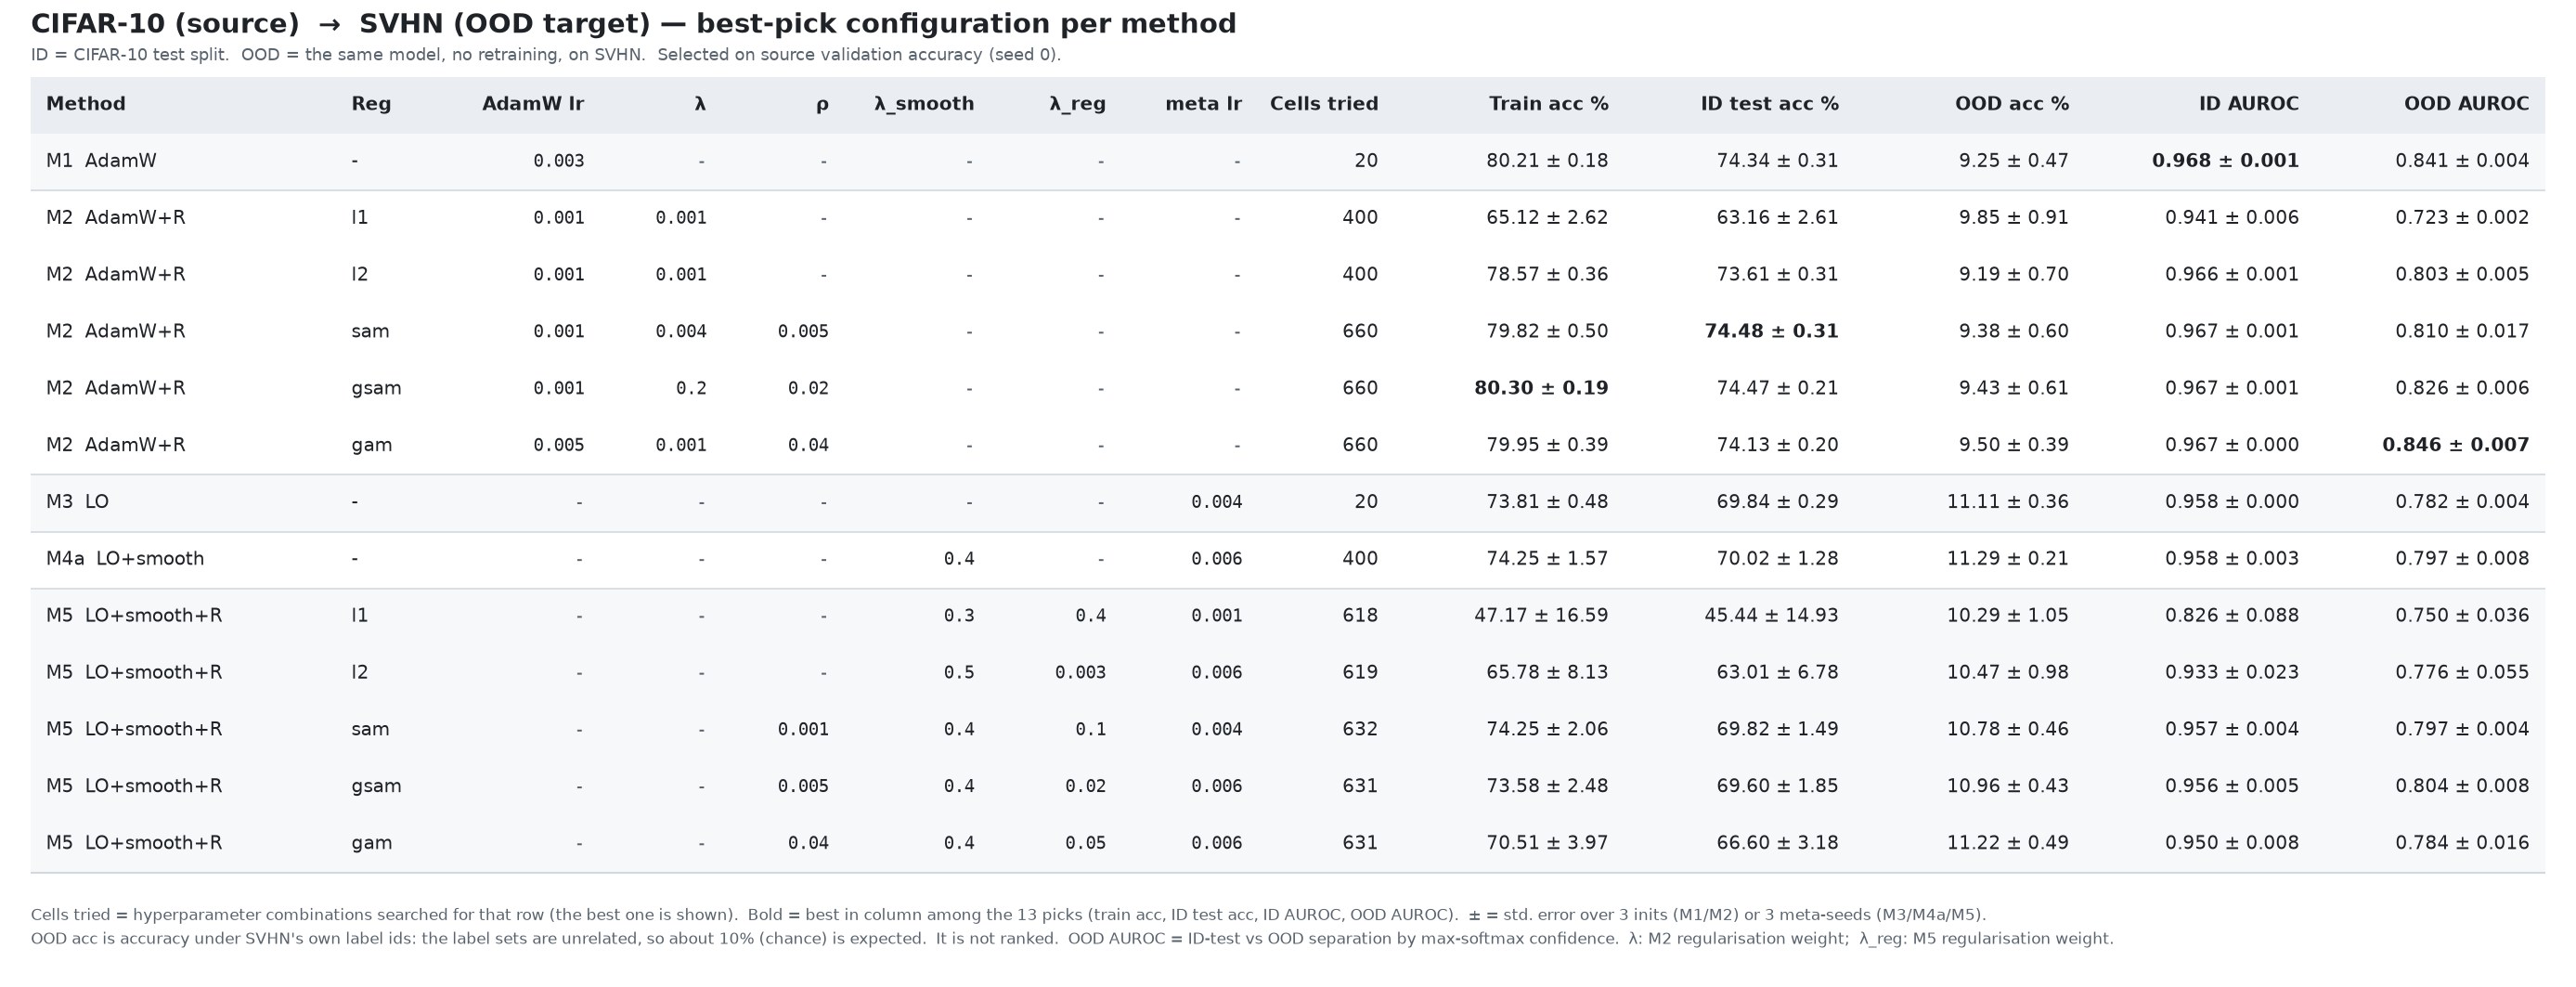 CIFAR-10 (source) → SVHN (OOD target) — best-pick configuration per method
ID = CIFAR-10 test split. OOD = the same model, no retraining, on SVHN. Selected on source validation accuracy (seed 0).
Method Reg AdamW lr λ ρ λ_smooth λ_reg meta lr Cells tried Train acc % ID test acc % OOD acc % ID AUROC OOD AUROC
M1 AdamW - 0.003 - - - - - 20 80.21 ± 0.18 74.34 ± 0.31 9.25 ± 0.47 0.968 ± 0.001 0.841 ± 0.004
M2 AdamW+R l1 0.001 0.001 - - - - 400 65.12 ± 2.62 63.16 ± 2.61 9.85 ± 0.91 0.941 ± 0.006 0.723 ± 0.002
M2 AdamW+R l2 0.001 0.001 - - - - 400 78.57 ± 0.36 73.61 ± 0.31 9.19 ± 0.70 0.966 ± 0.001 0.803 ± 0.005
M2 AdamW+R sam 0.001 0.004 0.005 - - - 660 79.82 ± 0.50 74.48 ± 0.31 9.38 ± 0.60 0.967 ± 0.001 0.810 ± 0.017
M2 AdamW+R gsam 0.001 0.2 0.02 - - - 660 80.30 ± 0.19 74.47 ± 0.21 9.43 ± 0.61 0.967 ± 0.001 0.826 ± 0.006
M2 AdamW+R gam 0.005 0.001 0.04 - - - 660 79.95 ± 0.39 74.13 ± 0.20 9.50 ± 0.39 0.967 ± 0.000 0.846 ± 0.007
M3 LO - - - - - - 0.004 20 73.81 ± 0.48 69.84 ± 0.29 11.11 ± 0.36 0.958 ± 0.000 0.782 ± 0.004
M4a LO+smooth - - - - 0.4 - 0.006 400 74.25 ± 1.57 70.02 ± 1.28 11.29 ± 0.21 0.958 ± 0.003 0.797 ± 0.008
M5 LO+smooth+R l1 - - - 0.3 0.4 0.001 618 47.17 ± 16.59 45.44 ± 14.93 10.29 ± 1.05 0.826 ± 0.088 0.750 ± 0.036
M5 LO+smooth+R l2 - - - 0.5 0.003 0.006 619 65.78 ± 8.13 63.01 ± 6.78 10.47 ± 0.98 0.933 ± 0.023 0.776 ± 0.055
M5 LO+smooth+R sam - - 0.001 0.4 0.1 0.004 632 74.25 ± 2.06 69.82 ± 1.49 10.78 ± 0.46 0.957 ± 0.004 0.797 ± 0.004
M5 LO+smooth+R gsam - - 0.005 0.4 0.02 0.006 631 73.58 ± 2.48 69.60 ± 1.85 10.96 ± 0.43 0.956 ± 0.005 0.804 ± 0.008
M5 LO+smooth+R gam - - 0.04 0.4 0.05 0.006 631 70.51 ± 3.97 66.60 ± 3.18 11.22 ± 0.49 0.950 ± 0.008 0.784 ± 0.016
Cells tried = hyperparameter combinations searched for that row (the best one is shown). Bold = best in column among the 13 picks (train acc, ID test acc, ID AUROC, OOD AUROC). ± = std. error over 3 inits (M1/M2) or 3 meta-seeds (M3/M4a/M5).
OOD acc is accuracy under SVHN's own label ids: the label sets are unrelated, so about 10% (chance) is expected. It is not ranked. OOD AUROC = ID-test vs OOD separation by max-softmax confidence. λ: M2 regularisation weight; λ_reg: M5 regularisation weight.